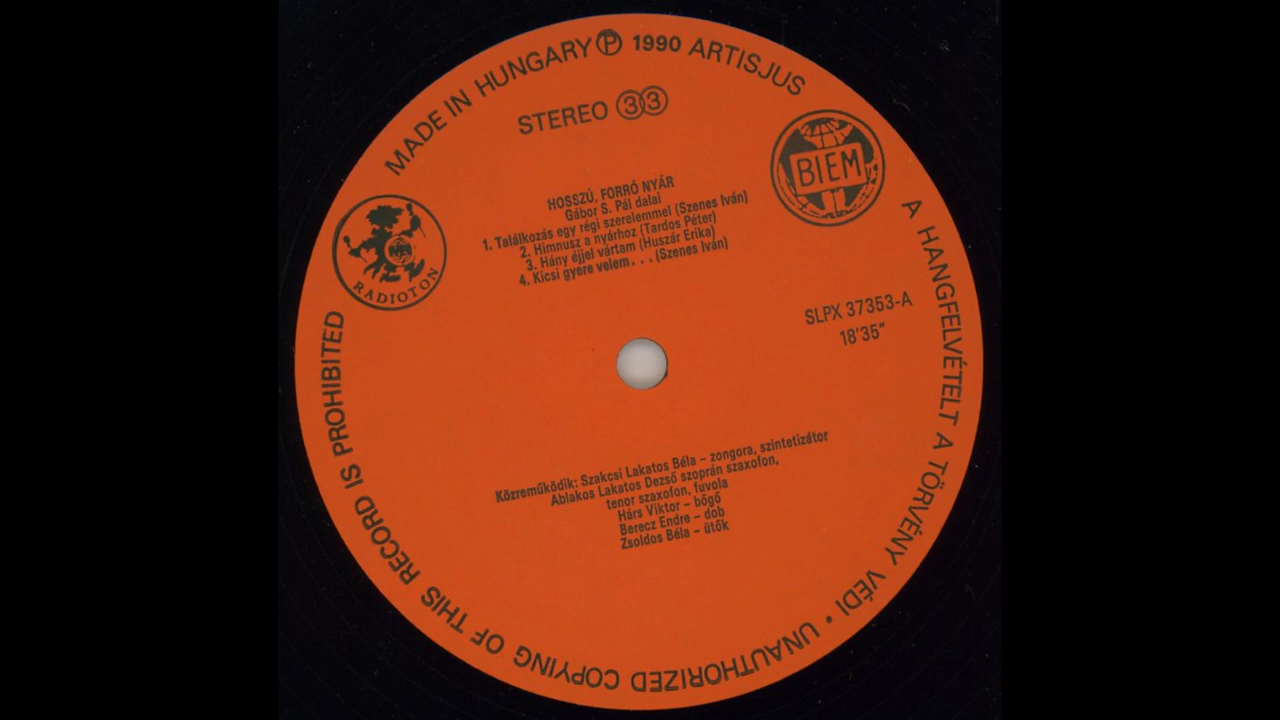 MADE IN HUNGARY Ⓟ 1990 ARTISJUS
STEREO 33
BIEM
RADIOTON
HOSSZÚ, FORRÓ NYÁR
Gábor S. Pál dalai
1. Találkozás egy régi szerelemmel (Szenes Iván)
2. Himnusz a nyárhoz (Tardos Péter)
3. Hány éjjel vártam (Huszár Erika)
4. Kicsi gyere velem. . . (Szenes Iván)
SLPX 37353-A
18'35"
Közreműködik: Szakcsi Lakatos Béla – zongora, szintetizátor
Ablakos Lakatos Dezső szoprán szaxofon,
tenor szaxofon, fuvola
Hárs Viktor – bőgő
Berecz Endre – dob
Zsoldos Béla – ütők
A HANGFELVÉTELT A TÖRVÉNY VÉDI • UNAUTHORIZED COPYING OF THIS RECORD IS PROHIBITED